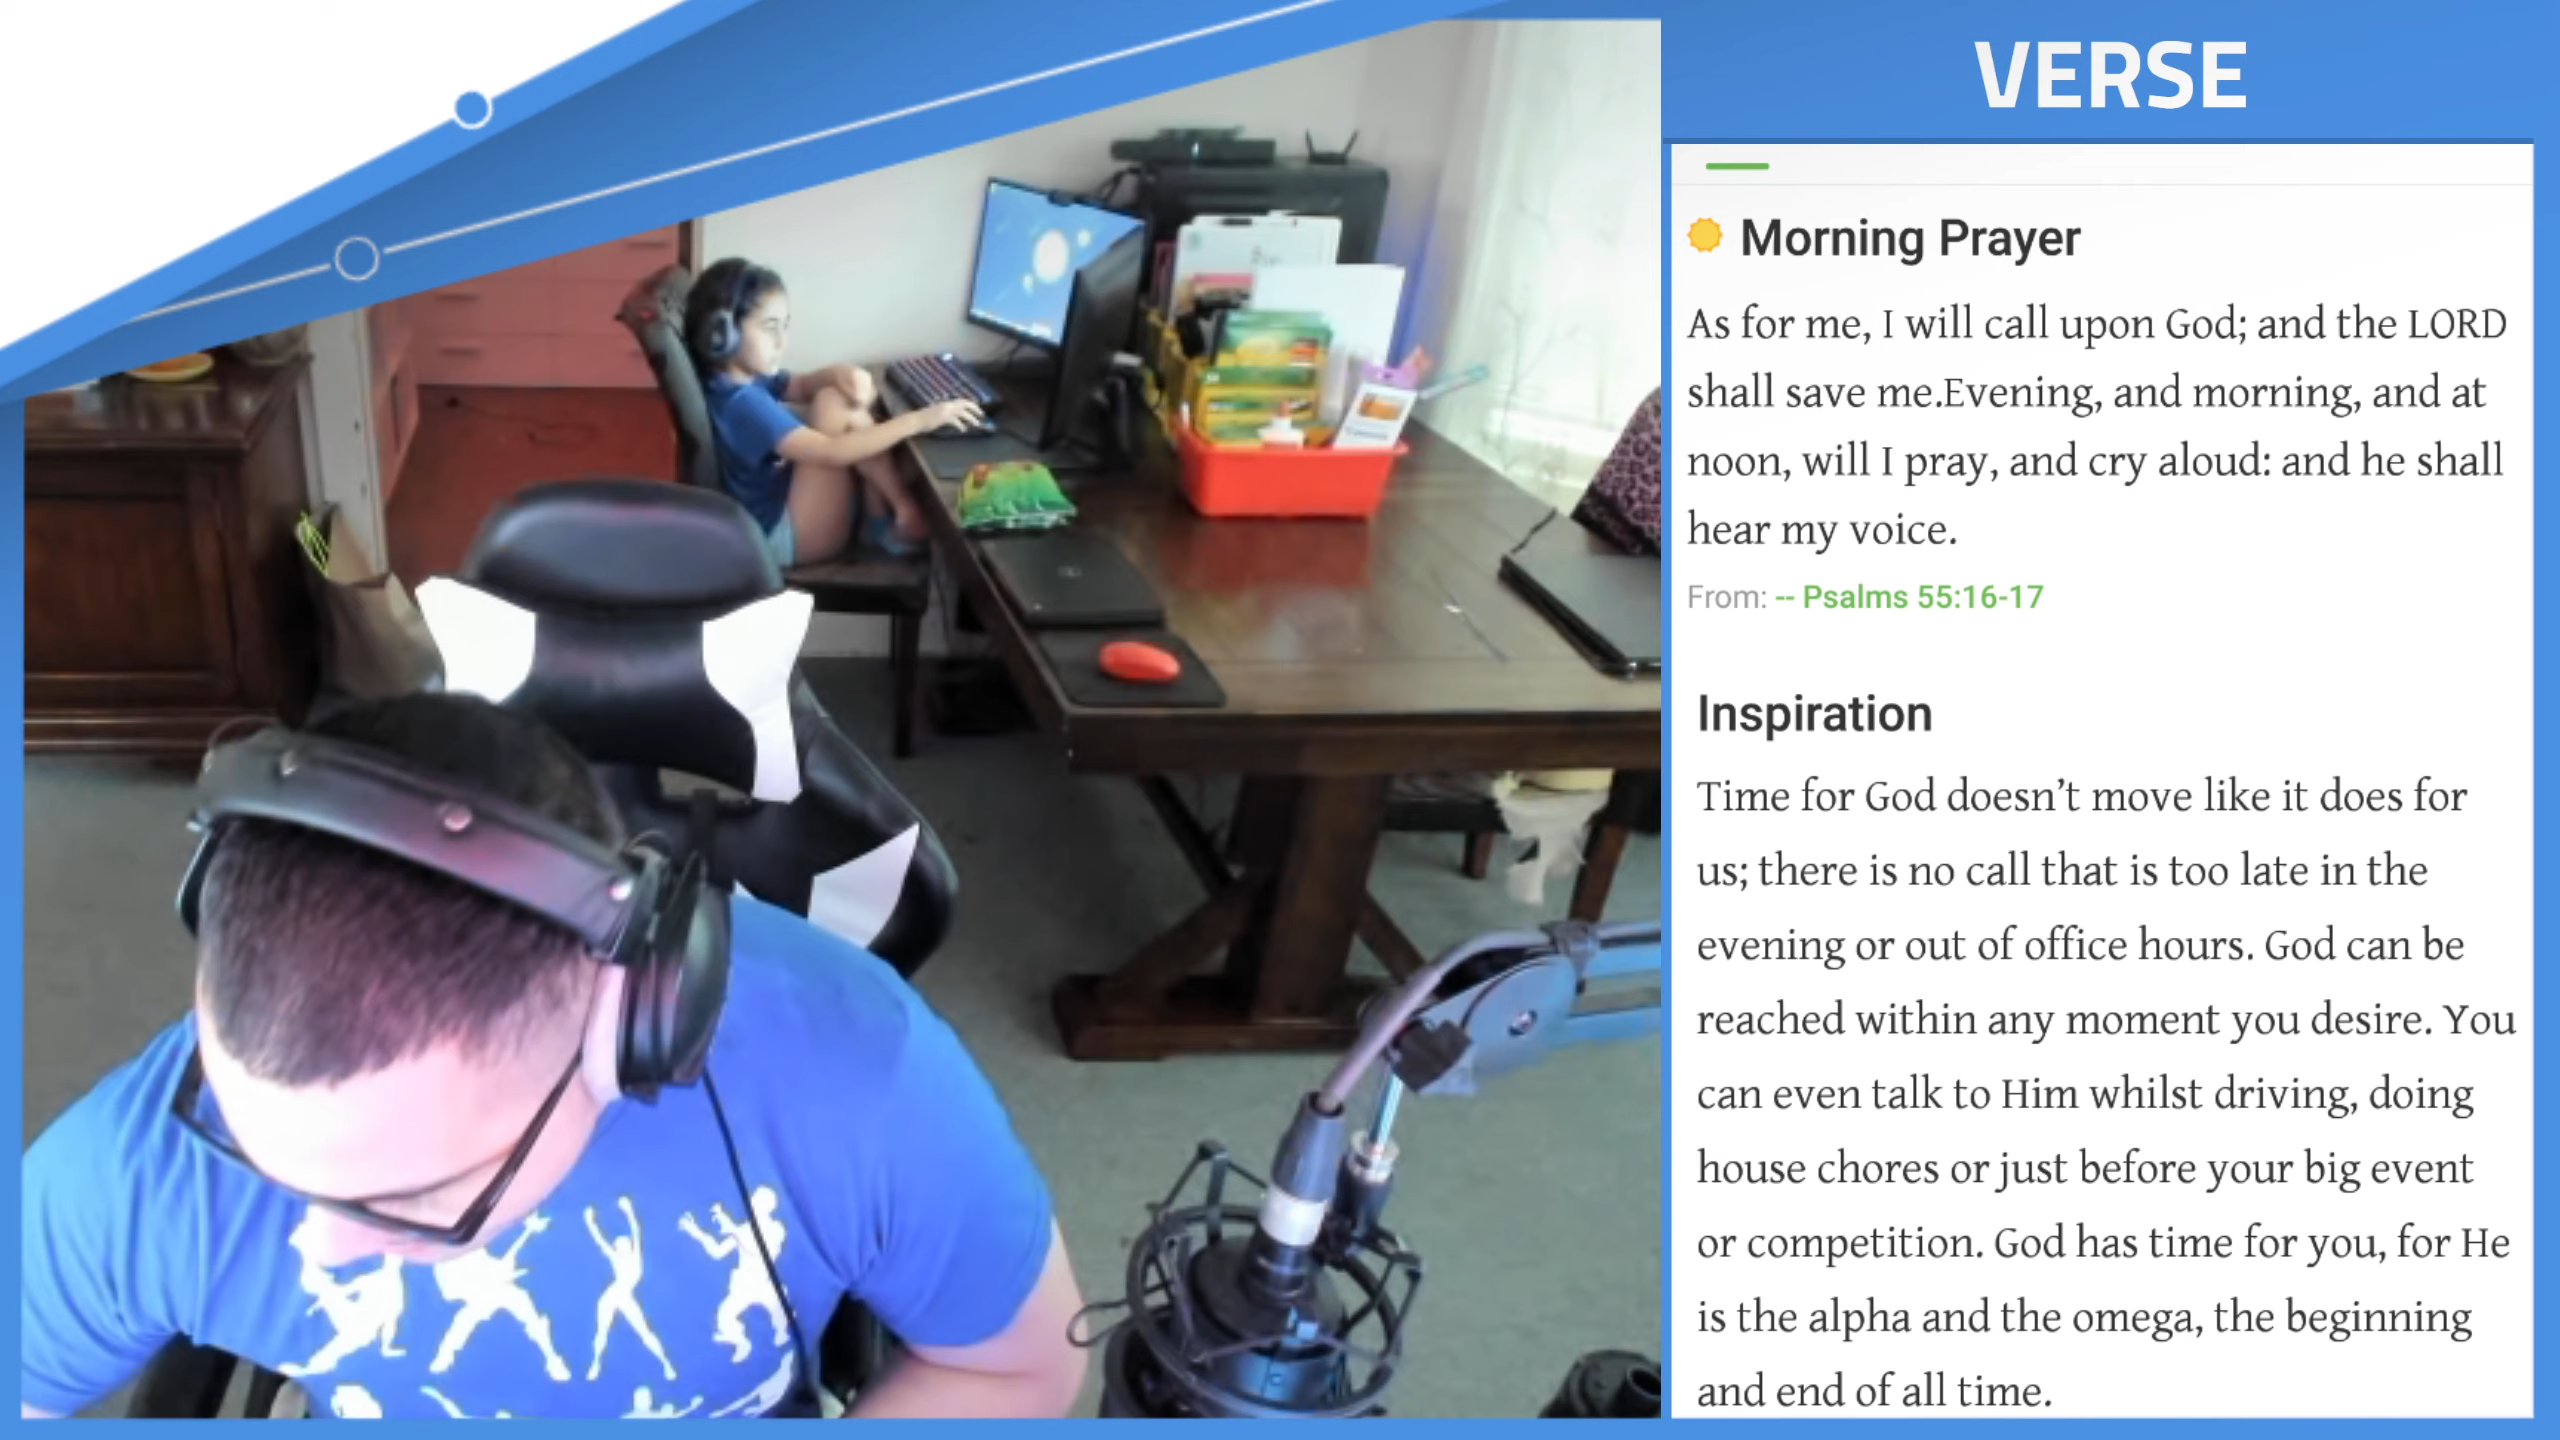 VERSE
Morning Prayer
As for me, I will call upon God; and the LORD
shall save me.Evening, and morning, and at
noon, will I pray, and cry aloud: and he shall
hear my voice.
From: -- Psalms 55:16-17
Inspiration
Time for God doesn’t move like it does for
us; there is no call that is too late in the
evening or out of office hours. God can be
reached within any moment you desire. You
can even talk to Him whilst driving, doing
house chores or just before your big event
or competition. God has time for you, for He
is the alpha and the omega, the beginning
and end of all time.